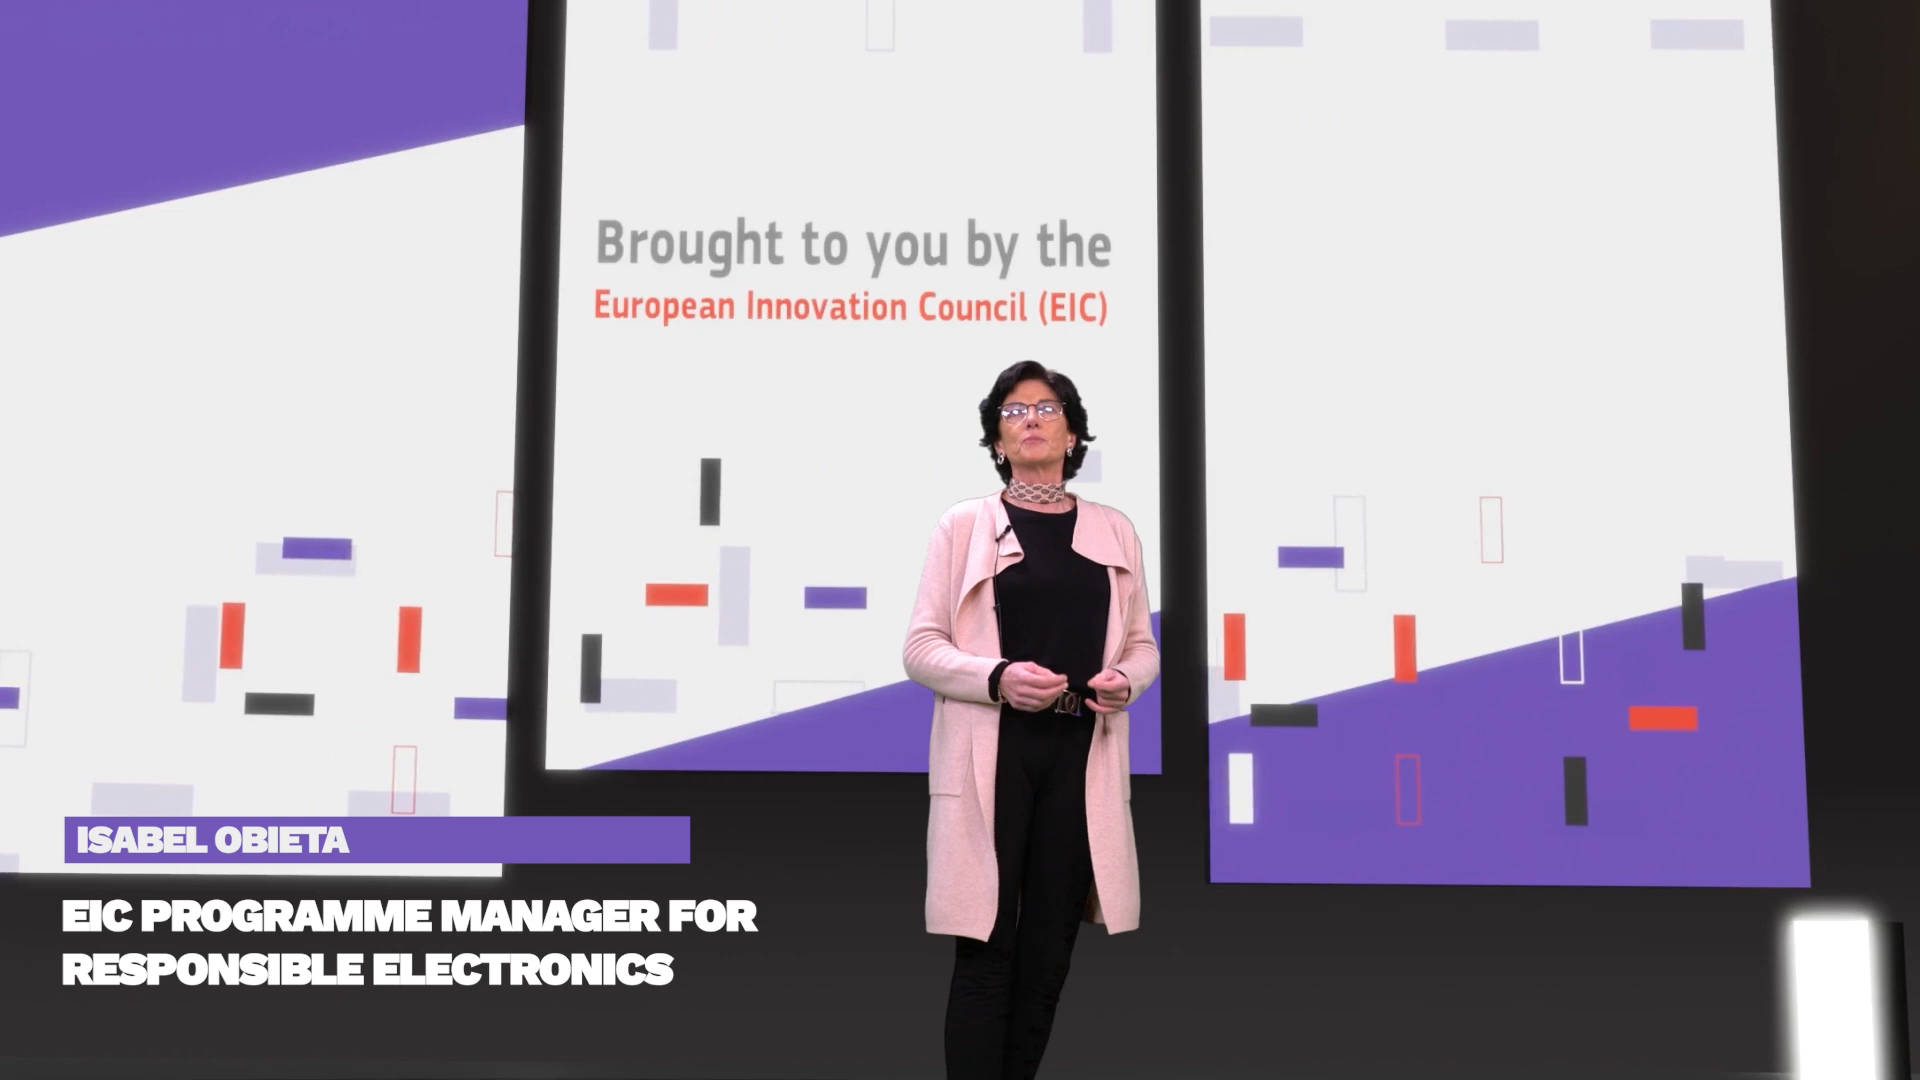 Brought to you by the
European Innovation Council (EIC)
ISABEL OBIETA
EIC PROGRAMME MANAGER FOR
RESPONSIBLE ELECTRONICS